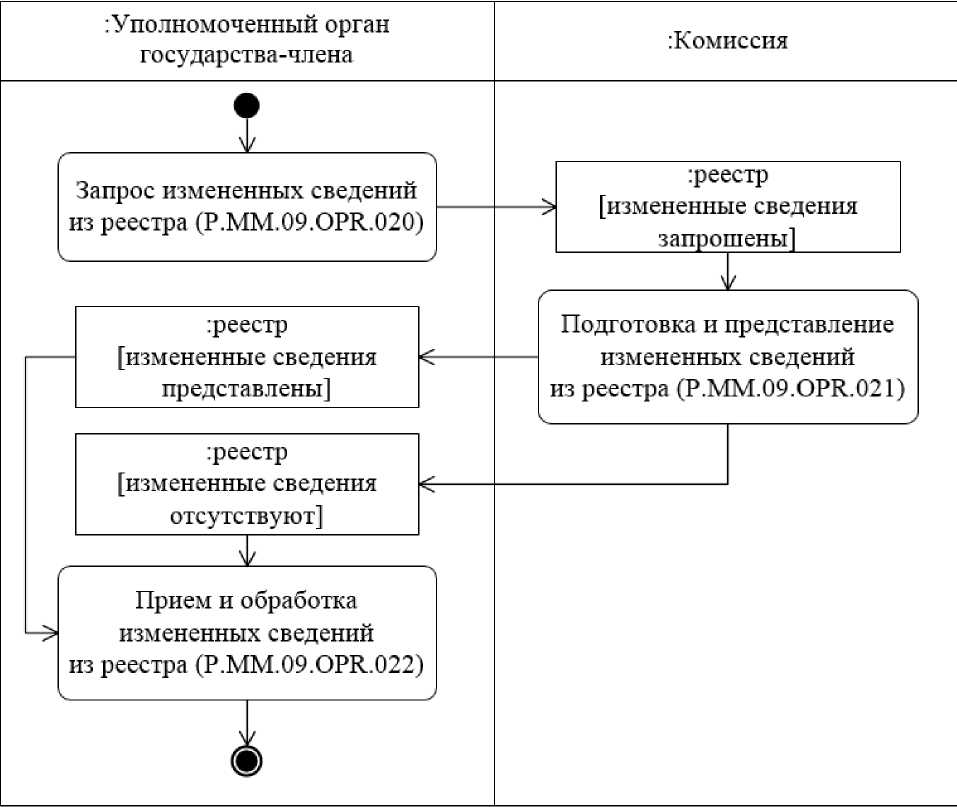 :Уполномоченный орган
государства-члена
:Комиссия
Запрос измененных сведений
из реестра (P.MM.09.OPR.020)
:реестр
[измененные сведения
запрошены]
Подготовка и представление
измененных сведений
из реестра (P.MM.09.OPR.021)
:реестр
[измененные сведения
представлены]
:реестр
[измененные сведения
отсутствуют]
Прием и обработка
измененных сведений
из реестра (P.MM.09.OPR.022)